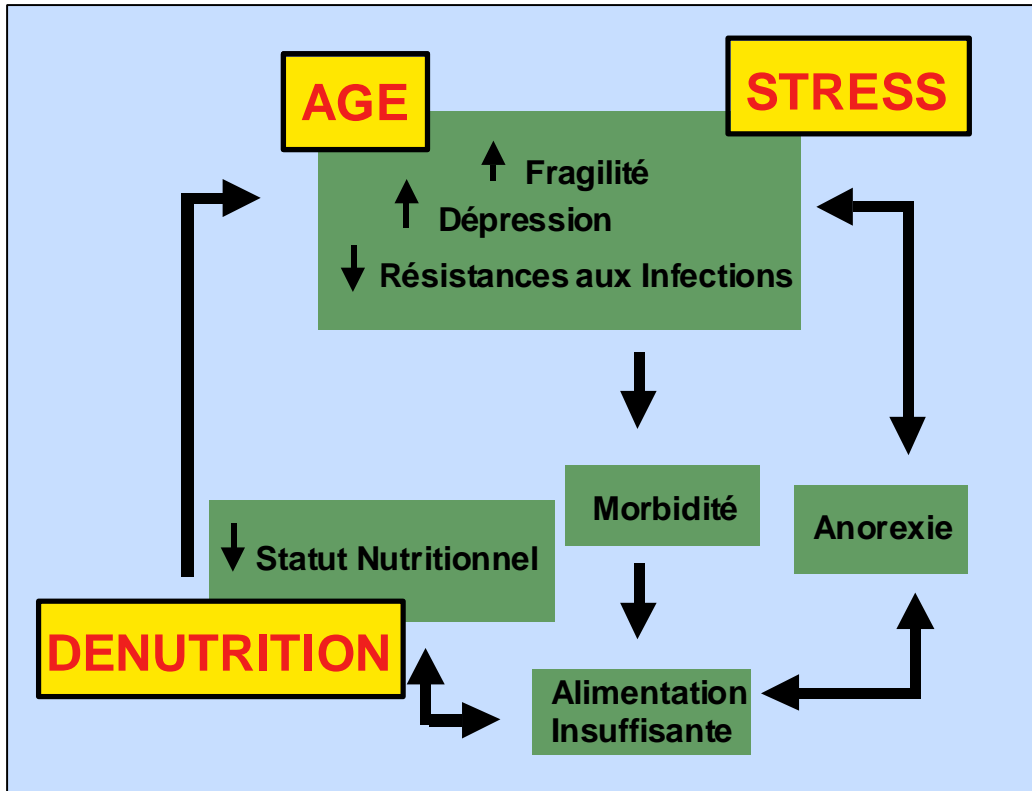 AGE
STRESS
Fragilité
Dépression
Résistances aux Infections
Morbidité
Anorexie
Statut Nutritionnel
DENUTRITION
Alimentation
Insuffisante